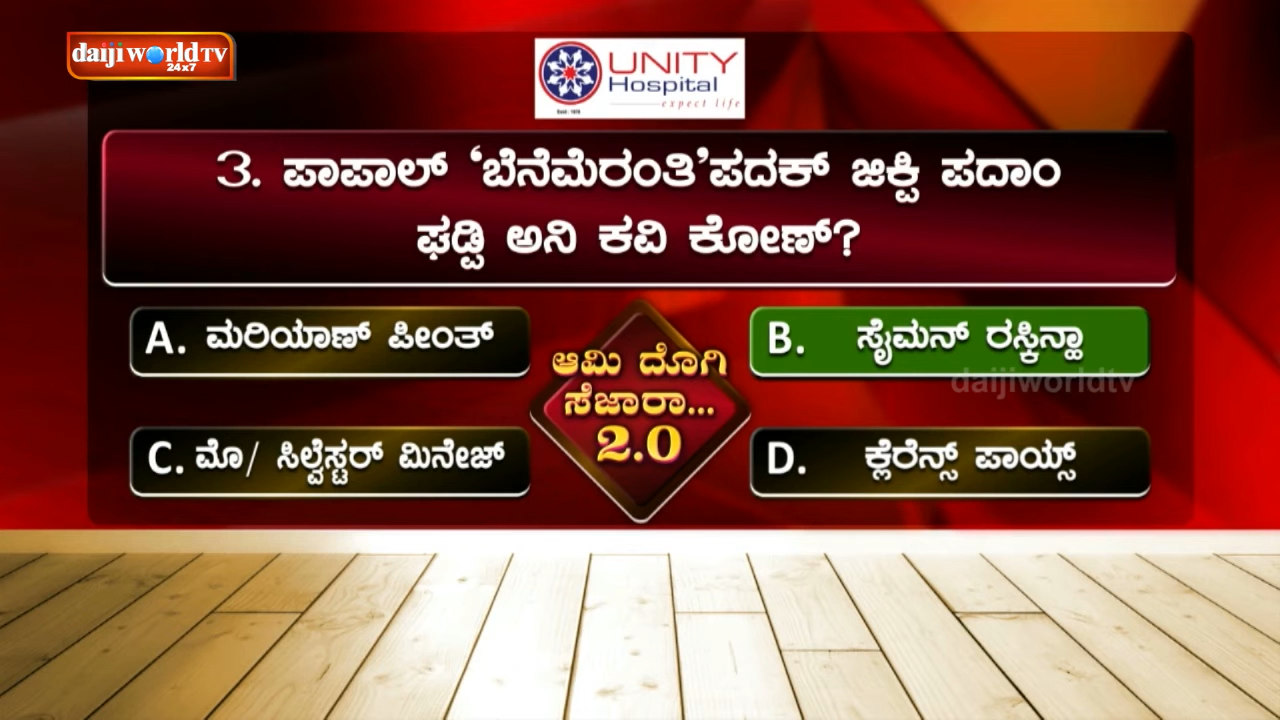 daijiworld TV
24x7
UNITY
Hospital
expect life
3. ಪಾಪಾಲ್ ‘ಬೆನೆಮೆರಂತಿ’ಪದಕ್ ಜಿಕ್ಪಿ ಪದಾಂ
ಘಡ್ಪಿ ಅನಿ ಕವಿ ಕೋಣ್?
A. ಮರಿಯಾಣ್ ಪೀಂತ್
B. ಸೈಮನ್ ರಸ್ಕಿನ್ಹಾ
daijiworldtv
ಆಮಿ ದೊಗಿ
ಸೆಜಾರಾ...
2.0
C. ಮೊ/ ಸಿಲ್ವೆಸ್ಟರ್ ಮಿನೇಜ್
D. ಕ್ಲೆರೆನ್ಸ್ ಪಾಯ್ಸ್